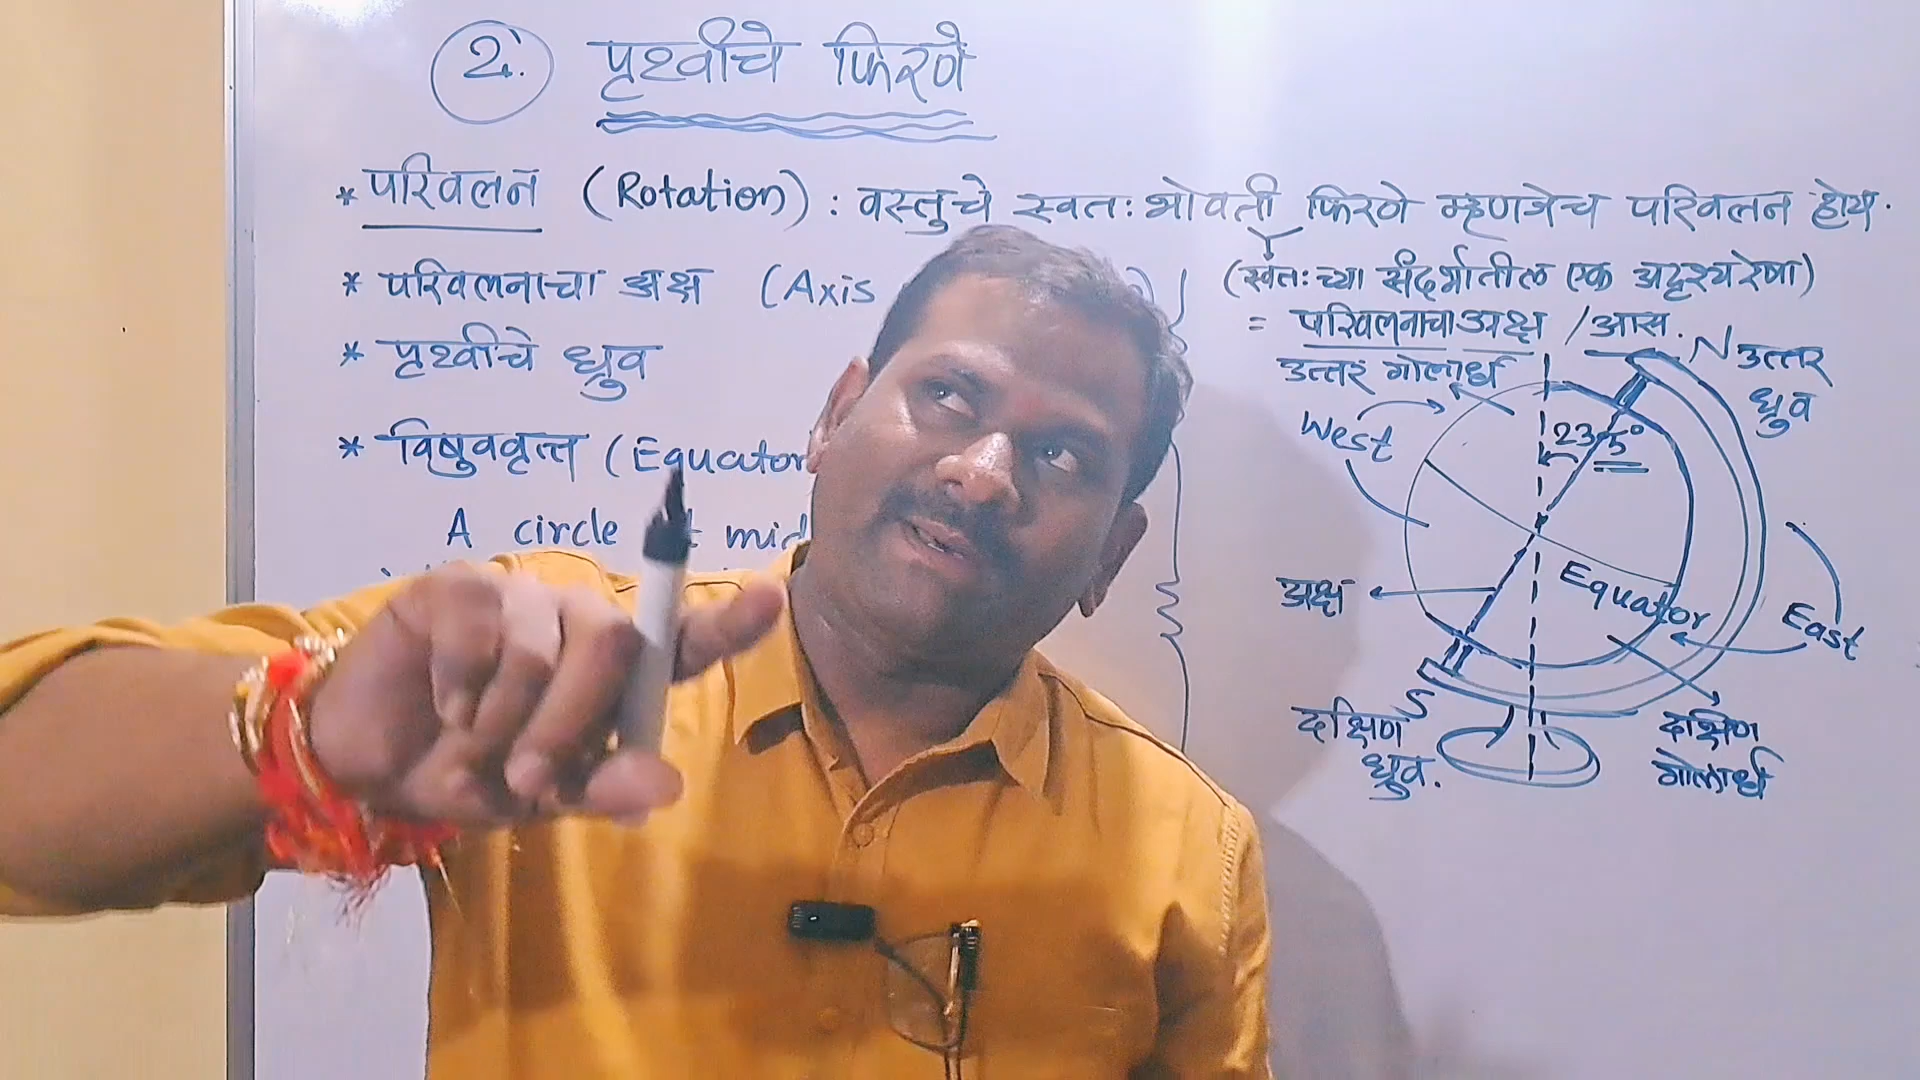 2. पृथ्वीचे फिरणे
* परिवलन (Rotation) : वस्तुचे स्वतःभोवती फिरणे म्हणजेच परिवलन होय.
(स्वतःच्या संदर्भातील एक अदृश्य रेषा)
= परिवलनाचा अक्ष / आस.
* परिवलनाचा अक्ष (Axis
* पृथ्वीचे ध्रुव
* विषुववृत्त (Equator
A circle mid
उत्तर गोलार्ध
N उत्तर
ध्रुव
West
23.5°
अक्ष
Equator
East
S
दक्षिण
ध्रुव.
दक्षिण
गोलार्ध